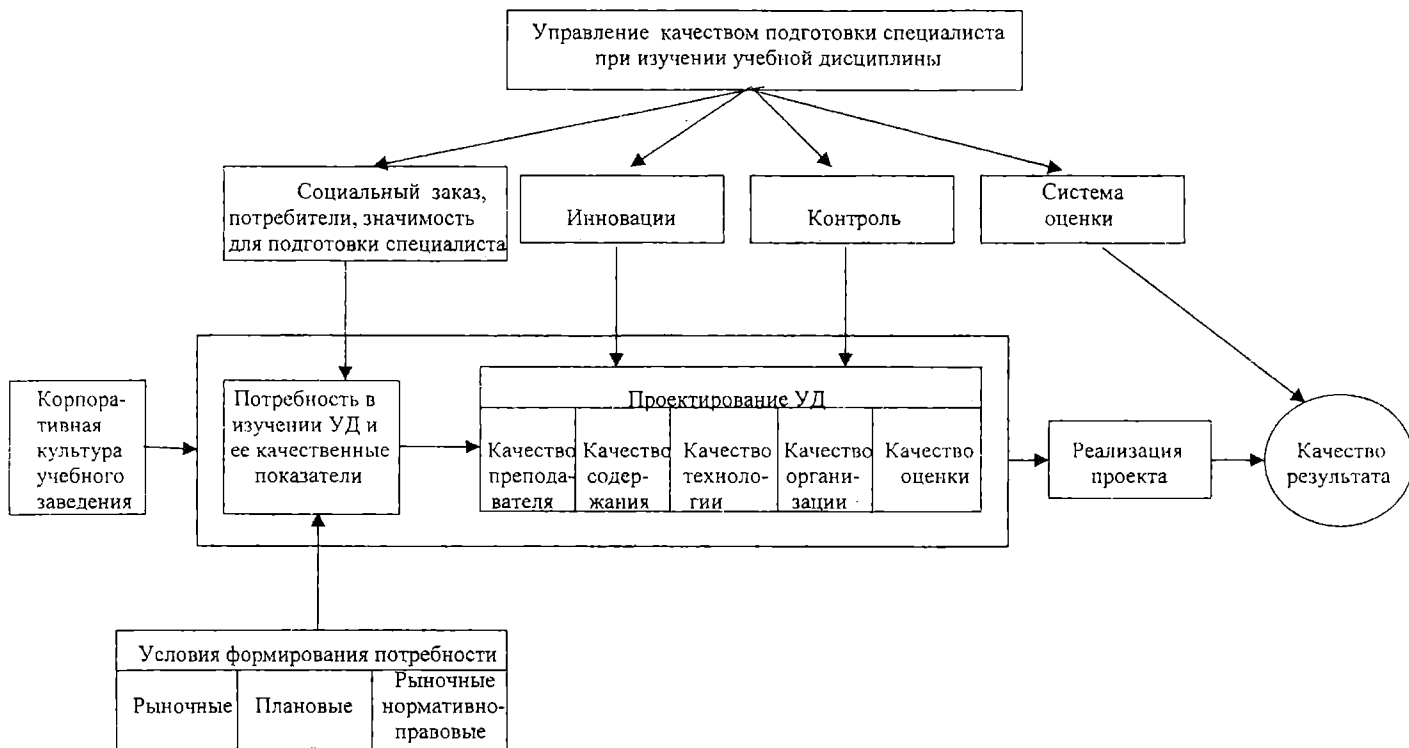 Управление качеством подготовки специалиста
при изучении учебной дисциплины
Социальный заказ,
потребители, значимость
для подготовки специалиста
Инновации
Контроль
Система
оценки
Корпора-
тивная
культура
учебного
заведения
Потребность в
изучении УД и
ее качественные
показатели
Проектирование УД
Качество
препода-
вателя
Качество
содер-
жания
Качество
техноло-
гии
Качество
органи-
зации
Качество
оценки
Реализация
проекта
Качество
результата
Условия формирования потребности
Рыночные
Плановые
Рыночные
нормативно-
правовые